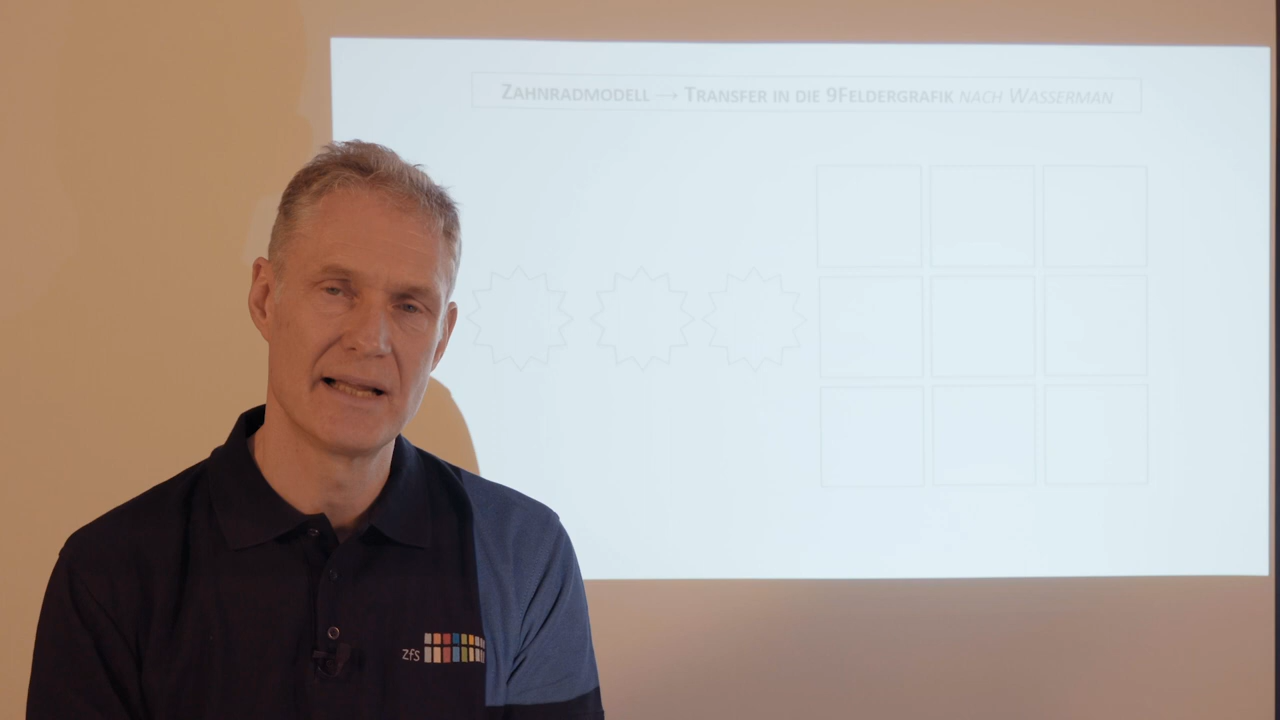 ZAHNRADMODELL → TRANSFER IN DIE 9FELDERGRAFIK NACH WASSERMAN
zfs